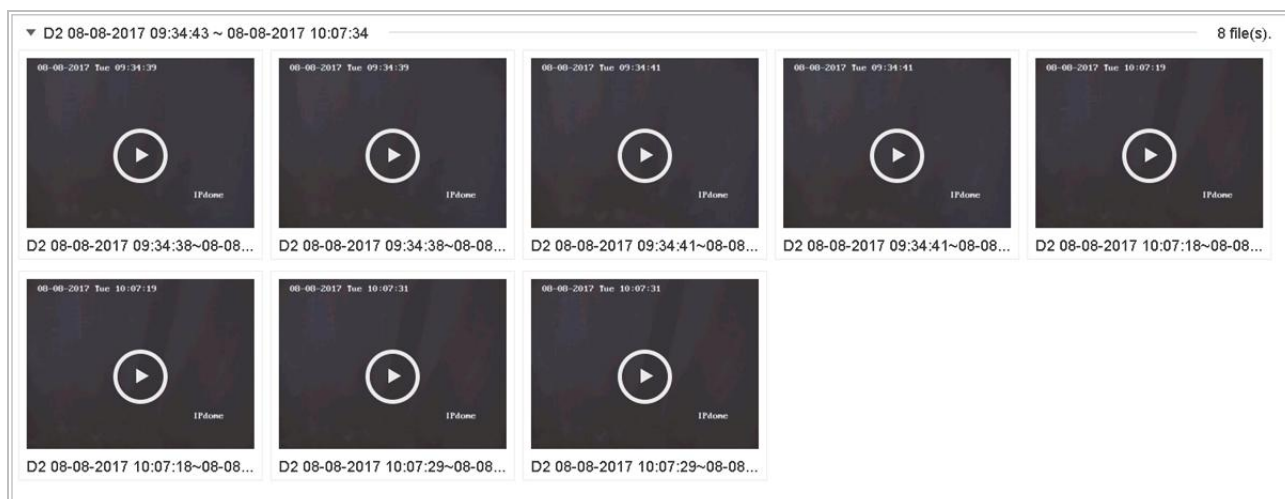 D2 08-08-2017 09:34:43 ~ 08-08-2017 10:07:34 8 file(s).
08-08-2017 Tue 09:34:39
IPdome
D2 08-08-2017 09:34:38~08-08...
08-08-2017 Tue 09:34:39
IPdome
D2 08-08-2017 09:34:38~08-08...
08-08-2017 Tue 09:34:41
IPdome
D2 08-08-2017 09:34:41~08-08...
08-08-2017 Tue 09:34:41
IPdome
D2 08-08-2017 09:34:41~08-08...
08-08-2017 Tue 10:07:19
IPdome
D2 08-08-2017 10:07:18~08-08...
08-08-2017 Tue 10:07:19
IPdome
D2 08-08-2017 10:07:18~08-08...
08-08-2017 Tue 10:07:31
IPdome
D2 08-08-2017 10:07:29~08-08...
08-08-2017 Tue 10:07:31
IPdome
D2 08-08-2017 10:07:29~08-08...